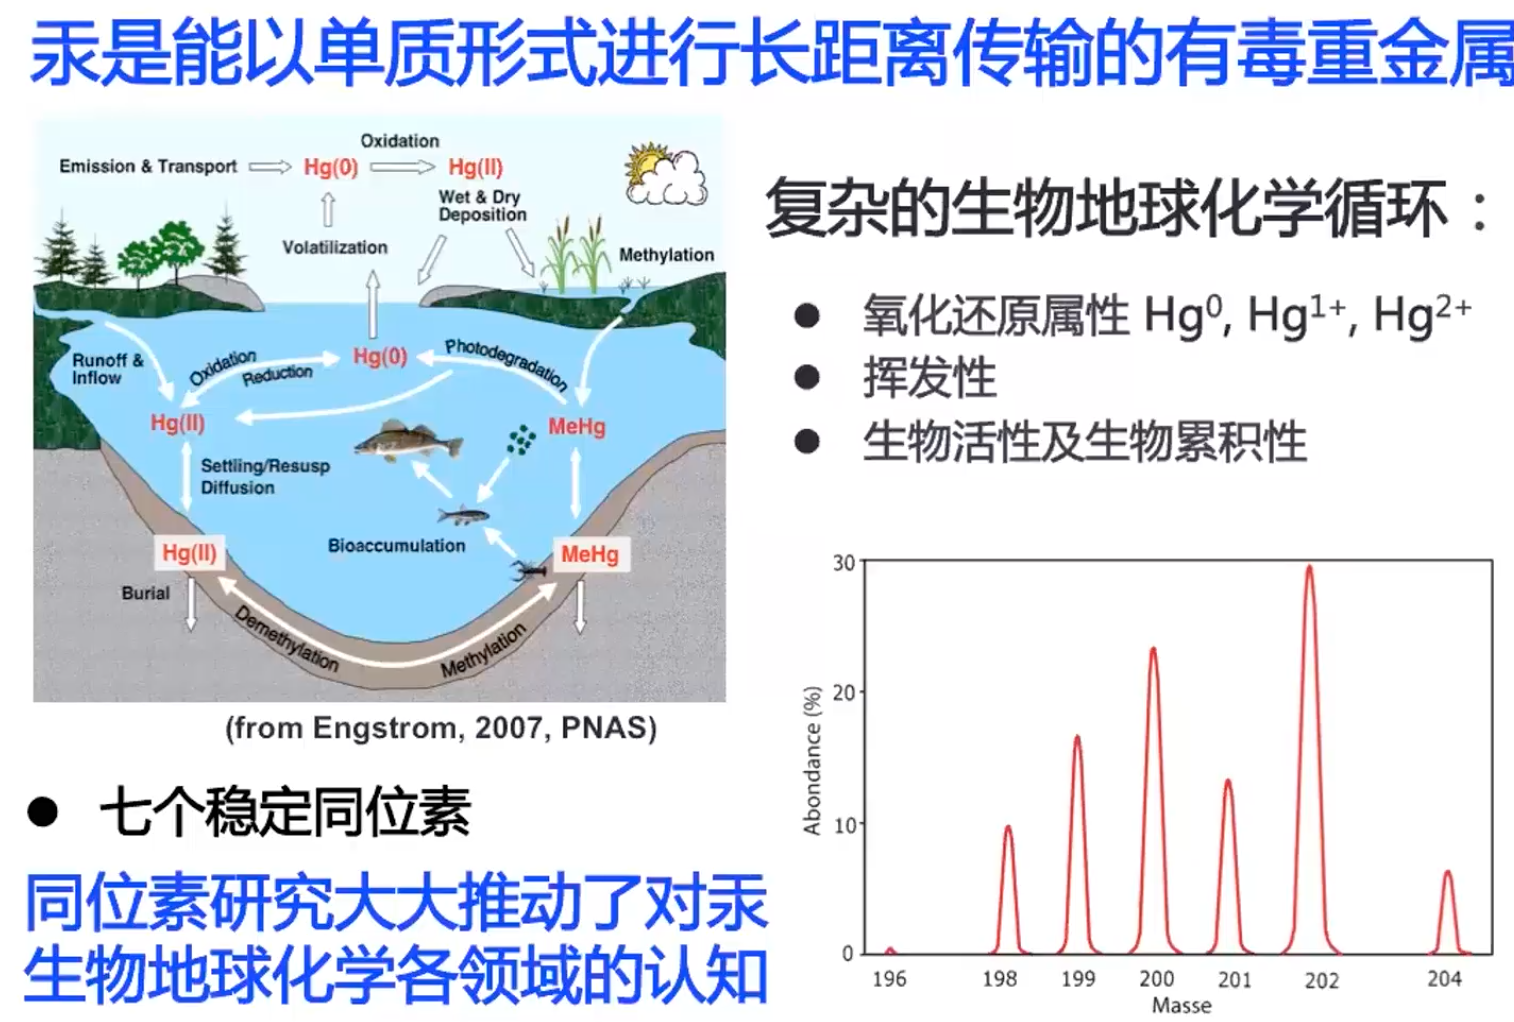 汞是能以单质形式进行长距离传输的有毒重金属
Oxidation
Emission & Transport
Hg(0)
Hg(II)
Wet & Dry
Deposition
Volatilization
Methylation
Runoff &
Inflow
Oxidation
Reduction
Hg(0)
Photodegradation
Hg(II)
MeHg
Settling/Resusp
Diffusion
Bioaccumulation
Hg(II)
MeHg
Burial
Demethylation
Methylation
(from Engstrom, 2007, PNAS)
复杂的生物地球化学循环：
● 氧化还原属性 Hg⁰, Hg¹⁺, Hg²⁺
● 挥发性
● 生物活性及生物累积性
● 七个稳定同位素
同位素研究大大推动了对汞
生物地球化学各领域的认知
Abondance (%)
30
20
10
0
196 198 199 200 201 202 204
Masse